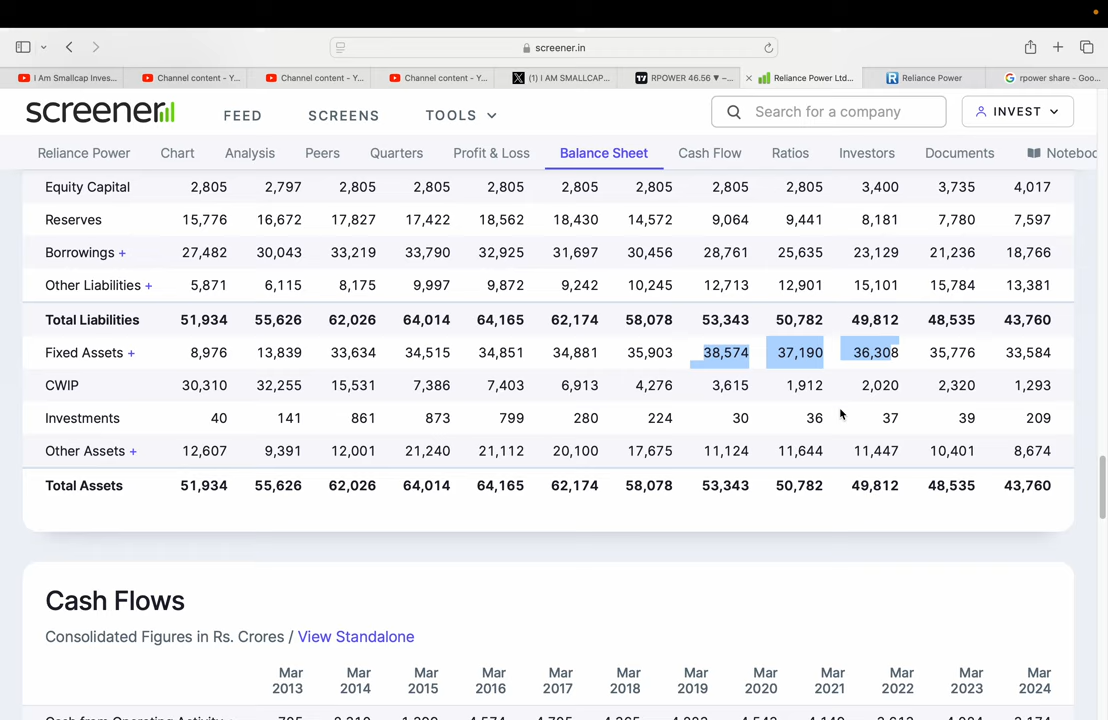 screener.in
I Am Smallcap Inves... Channel content - Y... Channel content - Y... Channel content - Y... (1) I AM SMALLCAP... RPOWER 46.56 ▼ −... Reliance Power Ltd... Reliance Power rpower share - Goo...
screener FEED SCREENS TOOLS Search for a company INVEST
Reliance Power Chart Analysis Peers Quarters Profit & Loss Balance Sheet Cash Flow Ratios Investors Documents Noteboo
Equity Capital 2,805 2,797 2,805 2,805 2,805 2,805 2,805 2,805 2,805 3,400 3,735 4,017
Reserves 15,776 16,672 17,827 17,422 18,562 18,430 14,572 9,064 9,441 8,181 7,780 7,597
Borrowings + 27,482 30,043 33,219 33,790 32,925 31,697 30,456 28,761 25,635 23,129 21,236 18,766
Other Liabilities + 5,871 6,115 8,175 9,997 9,872 9,242 10,245 12,713 12,901 15,101 15,784 13,381
Total Liabilities 51,934 55,626 62,026 64,014 64,165 62,174 58,078 53,343 50,782 49,812 48,535 43,760
Fixed Assets + 8,976 13,839 33,634 34,515 34,851 34,881 35,903 38,574 37,190 36,308 35,776 33,584
CWIP 30,310 32,255 15,531 7,386 7,403 6,913 4,276 3,615 1,912 2,020 2,320 1,293
Investments 40 141 861 873 799 280 224 30 36 37 39 209
Other Assets + 12,607 9,391 12,001 21,240 21,112 20,100 17,675 11,124 11,644 11,447 10,401 8,674
Total Assets 51,934 55,626 62,026 64,014 64,165 62,174 58,078 53,343 50,782 49,812 48,535 43,760
Cash Flows
Consolidated Figures in Rs. Crores / View Standalone
Mar Mar Mar Mar Mar Mar Mar Mar Mar Mar Mar Mar
2013 2014 2015 2016 2017 2018 2019 2020 2021 2022 2023 2024
Cash from Operating Activity